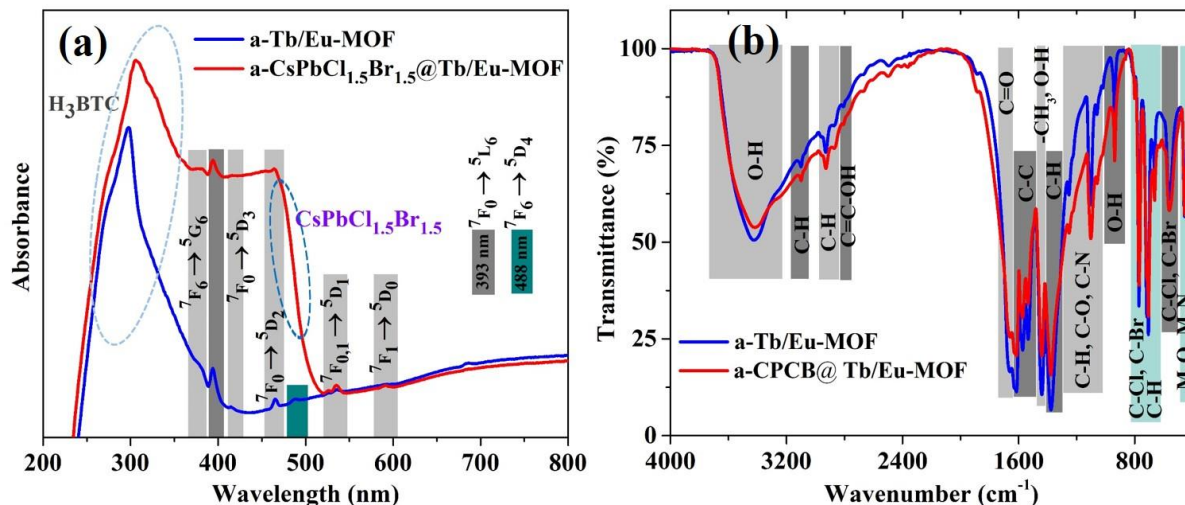 (a)
a-Tb/Eu-MOF
a-CsPbCl1.5Br1.5@Tb/Eu-MOF
H3BTC
7F6→5G6
7F0→5D3
7F0→5D2
CsPbCl1.5Br1.5
7F0,1→5D1
7F1→5D0
7F0→5L6
393 nm
7F6→5D4
488 nm
Absorbance
200 300 400 500 600 700 800
Wavelength (nm)
(b)
100
75
50
25
0
Transmittance (%)
O-H
C-H
C-H
C=C-OH
C=O
C-C
-CH3, O-H
C-H
C-H, C-O, C-N
O-H
C-Cl, C-Br
C-H
C-Cl, C-Br
M-O, M-N
a-Tb/Eu-MOF
a-CPCB@ Tb/Eu-MOF
4000 3200 2400 1600 800
Wavenumber (cm-1)